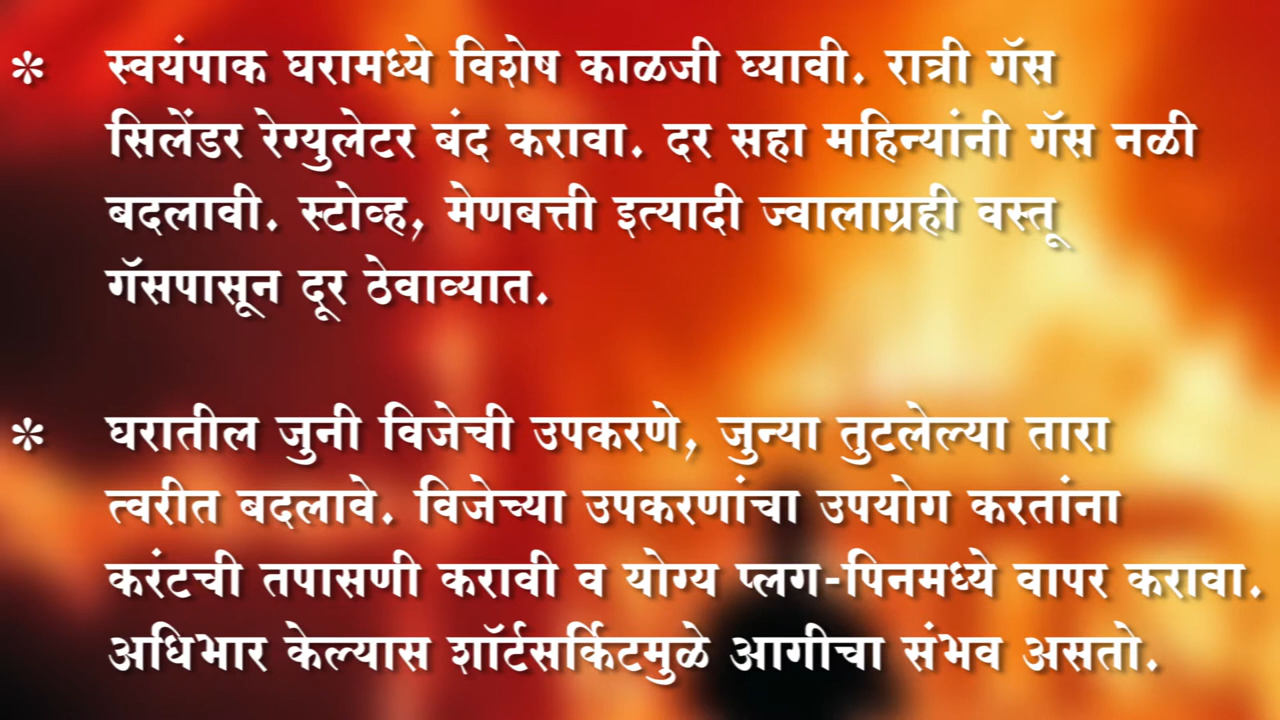 * स्वयंपाक घरामध्ये विशेष काळजी घ्यावी. रात्री गॅस
सिलेंडर रेग्युलेटर बंद करावा. दर सहा महिन्यांनी गॅस नळी
बदलावी. स्टोव्ह, मेणबत्ती इत्यादी ज्वालाग्रही वस्तू
गॅसपासून दूर ठेवाव्यात.
* घरातील जुनी विजेची उपकरणे, जुन्या तुटलेल्या तारा
त्वरीत बदलावे. विजेच्या उपकरणांचा उपयोग करतांना
करंटची तपासणी करावी व योग्य प्लग-पिनमध्ये वापर करावा.
अधिभार केल्यास शॉर्टसर्किटमुळे आगीचा संभव असतो.